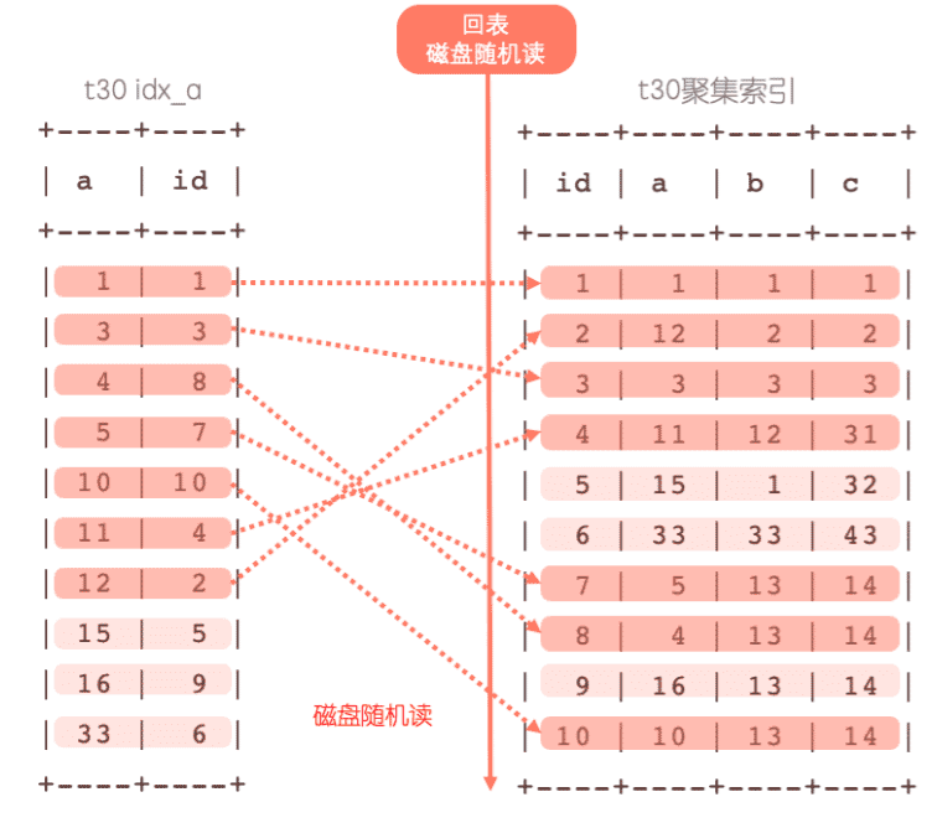 回表
磁盘随机读
t30 idx_a
+----+----+
| a | id |
+----+----+
| 1 | 1 |
| 3 | 3 |
| 4 | 8 |
| 5 | 7 |
| 10 | 10 |
| 11 | 4 |
| 12 | 2 |
| 15 | 5 |
| 16 | 9 |
| 33 | 6 |
+----+----+
磁盘随机读
t30聚集索引
+----+----+----+----+
| id | a | b | c |
+----+----+----+----+
| 1 | 1 | 1 | 1 |
| 2 | 12 | 2 | 2 |
| 3 | 3 | 3 | 3 |
| 4 | 11 | 12 | 31 |
| 5 | 15 | 1 | 32 |
| 6 | 33 | 33 | 43 |
| 7 | 5 | 13 | 14 |
| 8 | 4 | 13 | 14 |
| 9 | 16 | 13 | 14 |
| 10 | 10 | 13 | 14 |
+----+----+----+----+